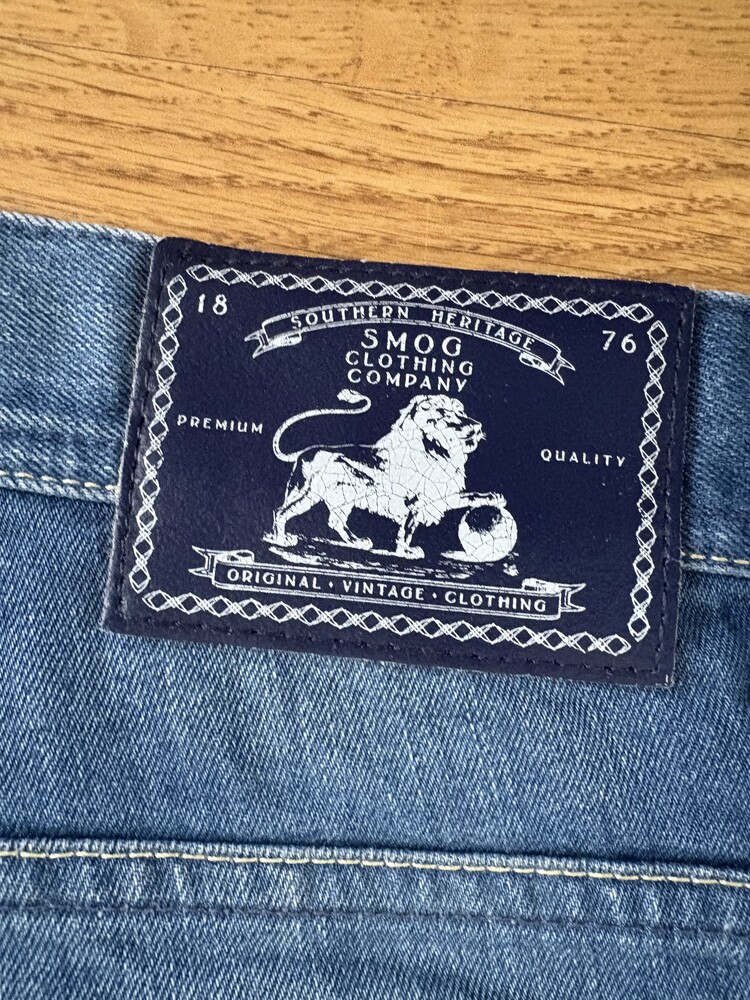 18
SOUTHERN HERITAGE
76
SMOG
CLOTHING
COMPANY
PREMIUM
QUALITY
ORIGINAL • VINTAGE • CLOTHING